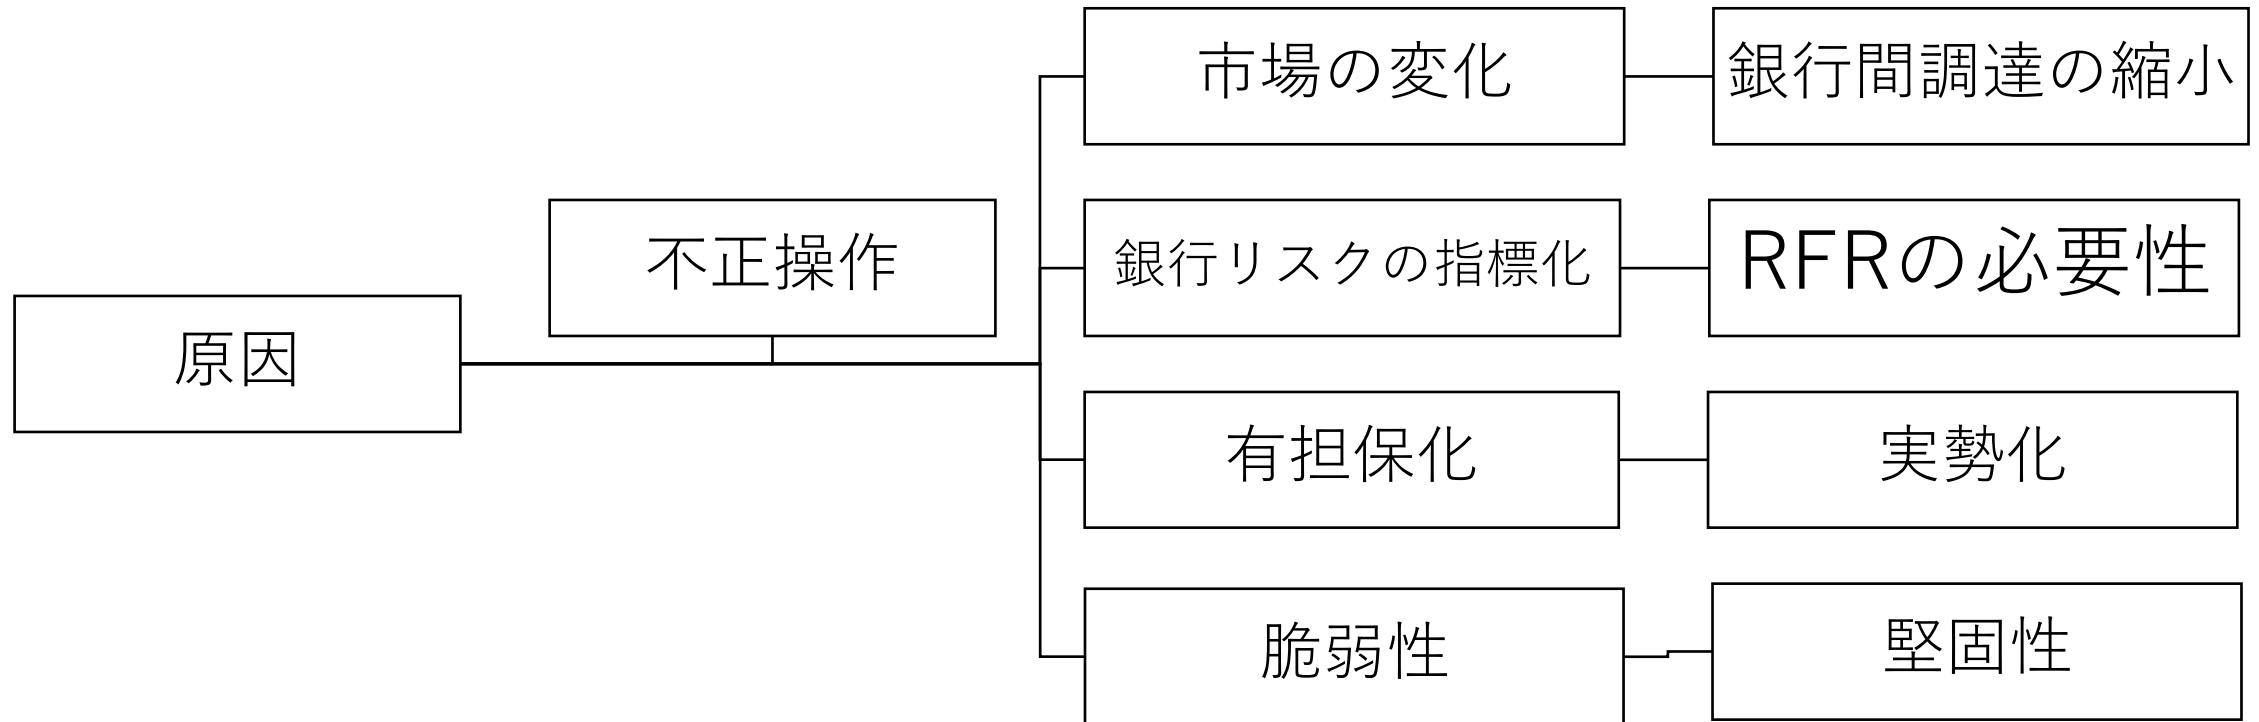 原因
不正操作
市場の変化
銀行間調達の縮小
銀行リスクの指標化
RFRの必要性
有担保化
実勢化
脆弱性
堅固性